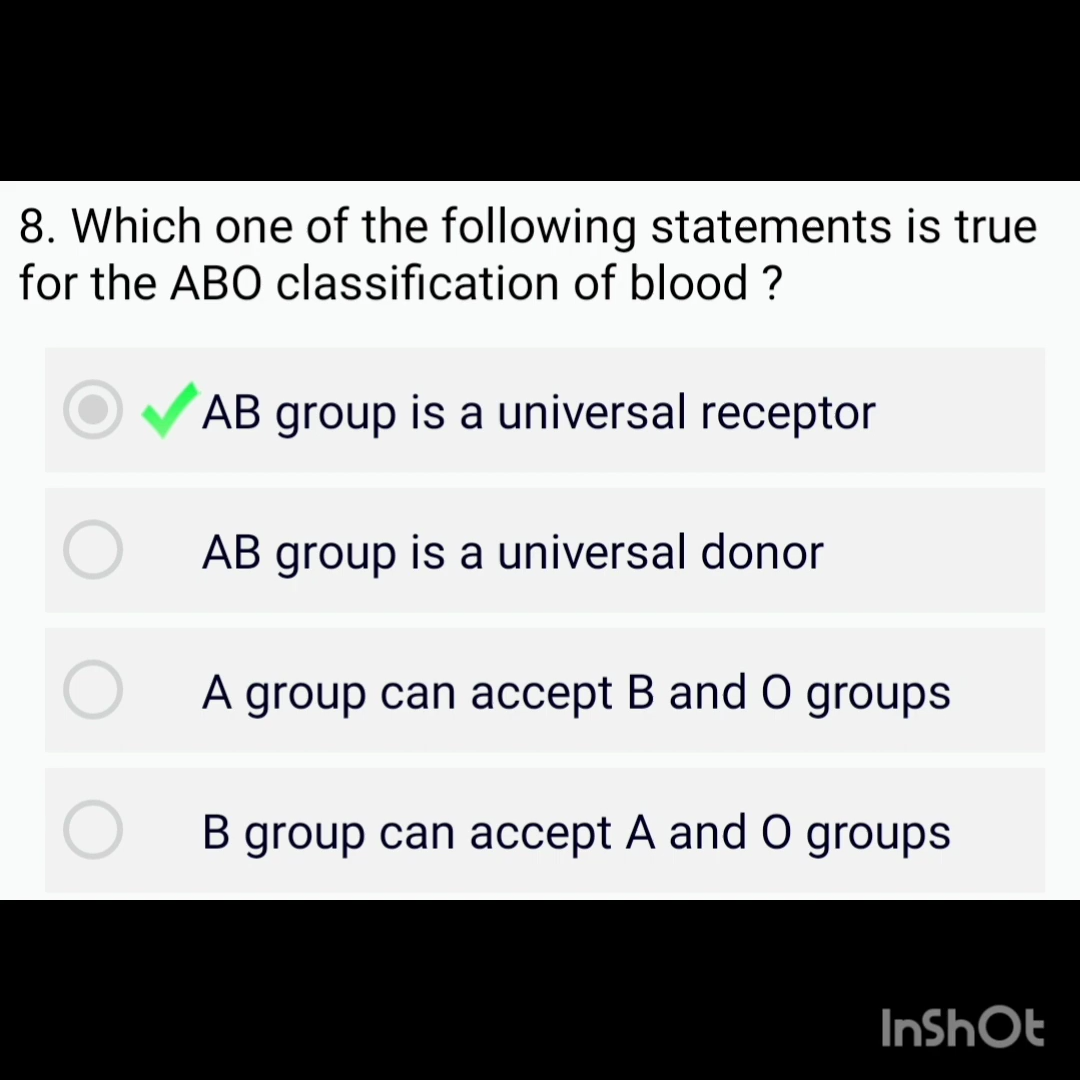 8. Which one of the following statements is true
for the ABO classification of blood ?
AB group is a universal receptor
AB group is a universal donor
A group can accept B and O groups
B group can accept A and O groups
InShOt